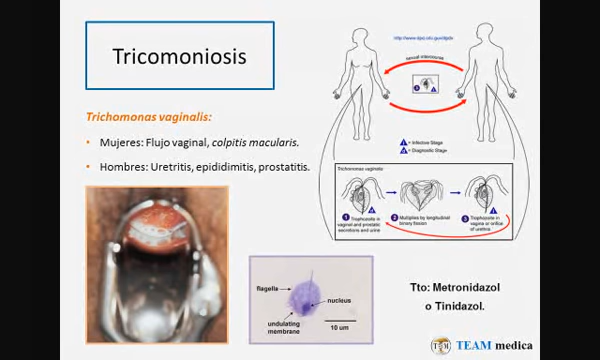 Tricomoniosis
Trichomonas vaginalis:
• Mujeres: Flujo vaginal, colpitis macularis.
• Hombres: Uretritis, epididimitis, prostatitis.
sexual intercourse
= Infective Stage
= Diagnostic Stage
Trichomonas vaginalis
Trophozoite in
vaginal and prostatic
secretions and urine
Multiplies by longitudinal
binary fission
Trophozoite in
vagina or orifice
of urethra
flagella
nucleus
undulating
membrane
10 um
Tto: Metronidazol
o Tinidazol.
TEAM medica